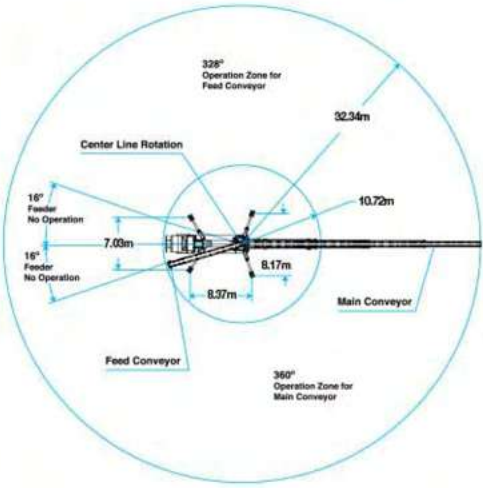 328°
Operation Zone for
Feed Conveyor
32.34m
Center Line Rotation
16°
Feeder
No Operation
10.72m
7.03m
16°
Feeder
No Operation
8.17m
8.37m
Main Conveyor
Feed Conveyor
360°
Operation Zone for
Main Conveyor